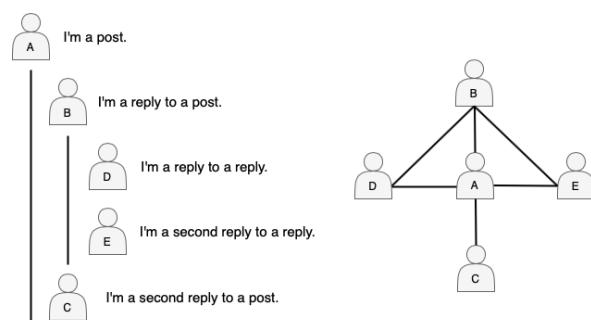 A
I'm a post.
B
I'm a reply to a post.
D
I'm a reply to a reply.
E
I'm a second reply to a reply.
C
I'm a second reply to a post.
B
D
A
E
C